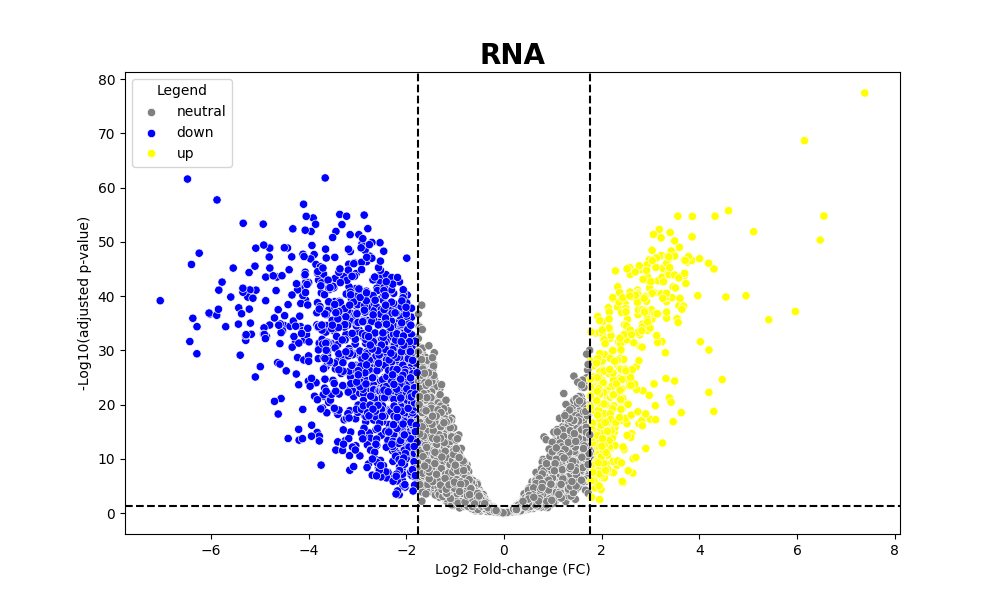 RNA
Legend
neutral
down
up
80
70
60
50
40
30
20
10
0
-Log10(adjusted p-value)
−6 −4 −2 0 2 4 6 8
Log2 Fold-change (FC)